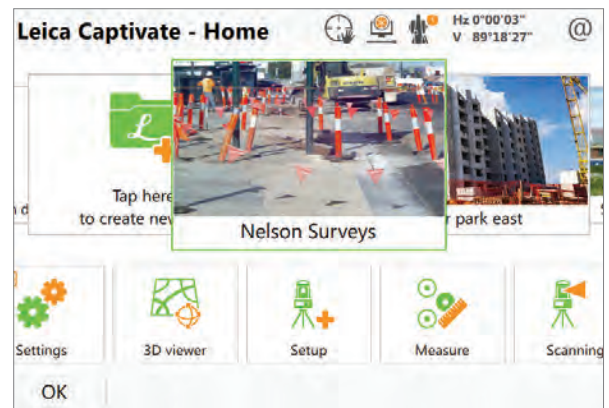 Leica Captivate - Home
Hz 0°00'03"
V 89°18'27"
@
Tap here
to create new
Nelson Surveys
park east
Settings
3D viewer
Setup
Measure
Scanning
OK